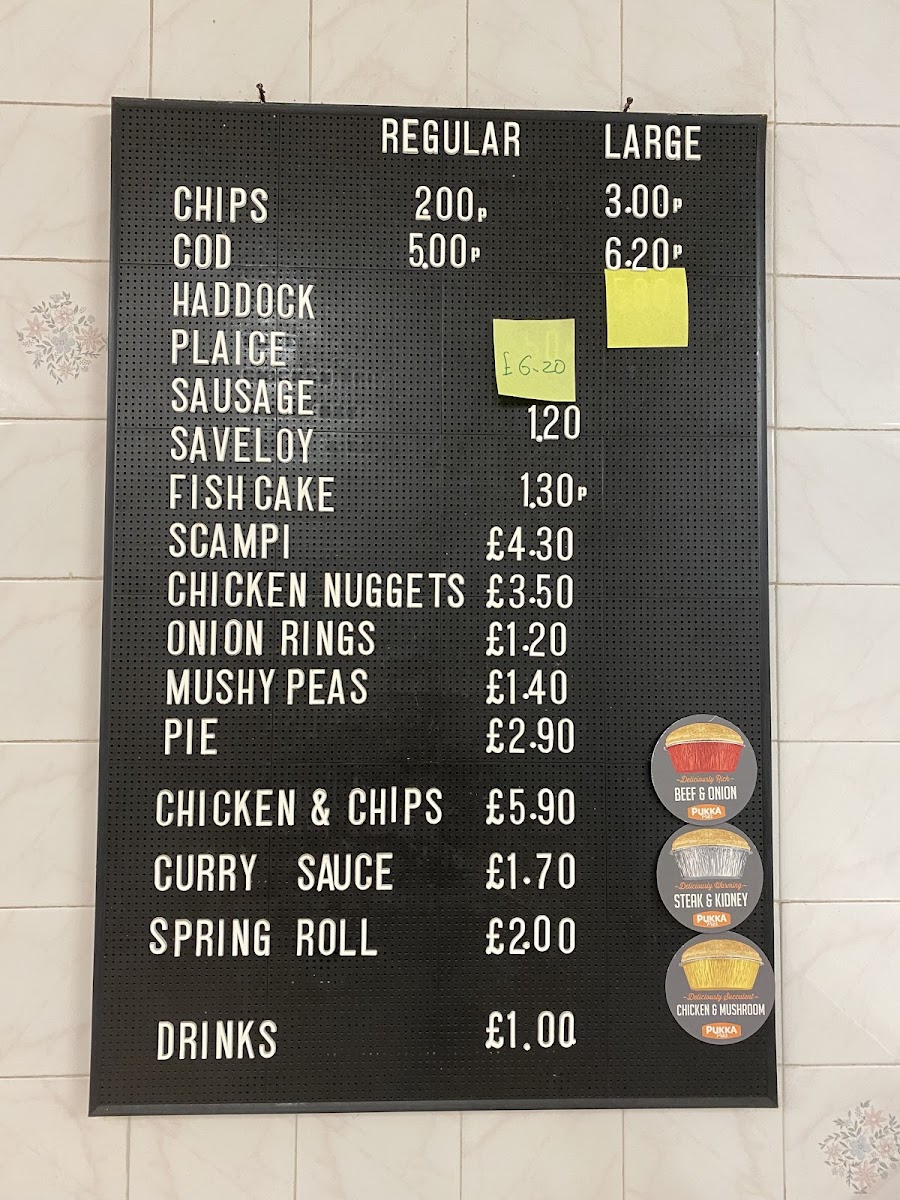 REGULAR LARGE
CHIPS 200p 3.00p
COD 5.00p 6.20p
HADDOCK
PLAICE £6-20
SAUSAGE
1.20
SAVELOY
FISH CAKE 1.30p
SCAMPI £4.30
CHICKEN NUGGETS £3.50
ONION RINGS £1.20
MUSHY PEAS £1.40
PIE £2.90
~Deliciously Rich~
BEEF & ONION
PUKKA
PIES
CHICKEN & CHIPS £5.90
CURRY SAUCE £1.70
~Deliciously Warming~
STEAK & KIDNEY
PUKKA
PIES
SPRING ROLL £2.00
~Deliciously Succulent~
CHICKEN & MUSHROOM
PUKKA
PIES
DRINKS £1.00